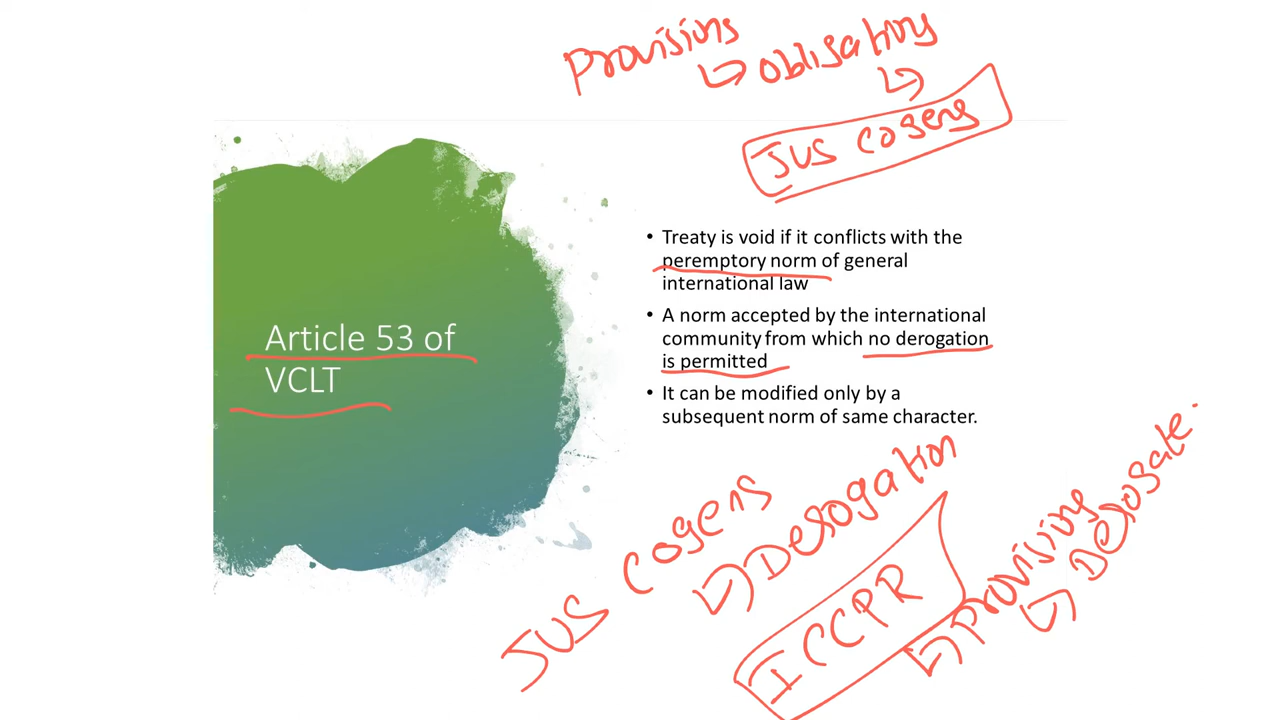 Provisions
↳ obligations
↳
JUS COGENS
Article 53 of
VCLT
• Treaty is void if it conflicts with the
peremptory norm of general
international law
• A norm accepted by the international
community from which no derogation
is permitted
• It can be modified only by a
subsequent norm of same character.
JUS Cogens
↳ Derogation
ICCPR
↳ Provisions
↳ Derogate.